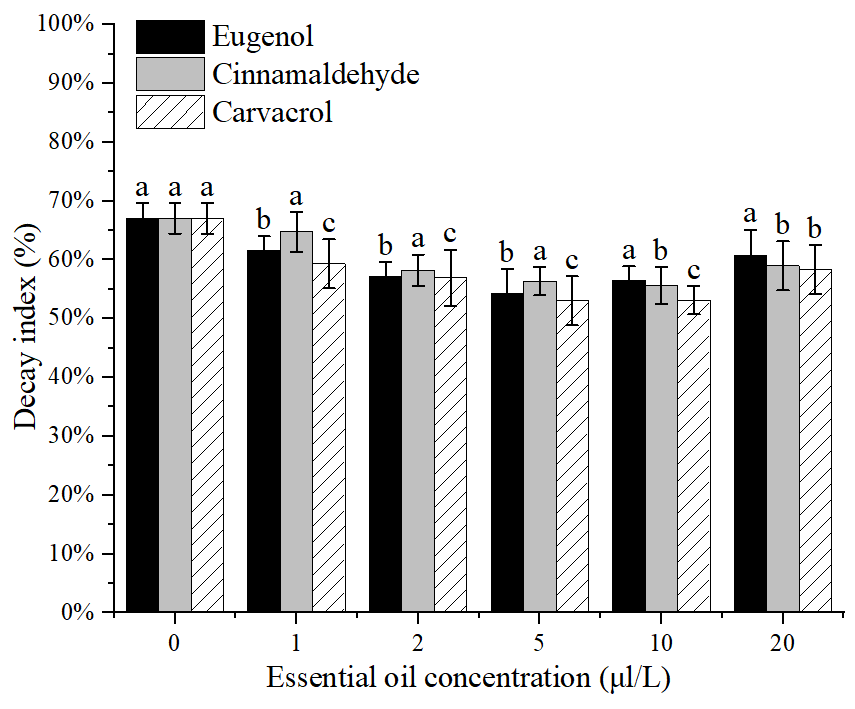 100%
90%
80%
70%
60%
50%
40%
30%
20%
10%
0%
Decay index (%)
Eugenol
Cinnamaldehyde
Carvacrol
a a a
b a c
b a c
b a c
a b c
a b b
0 1 2 5 10 20
Essential oil concentration (μl/L)